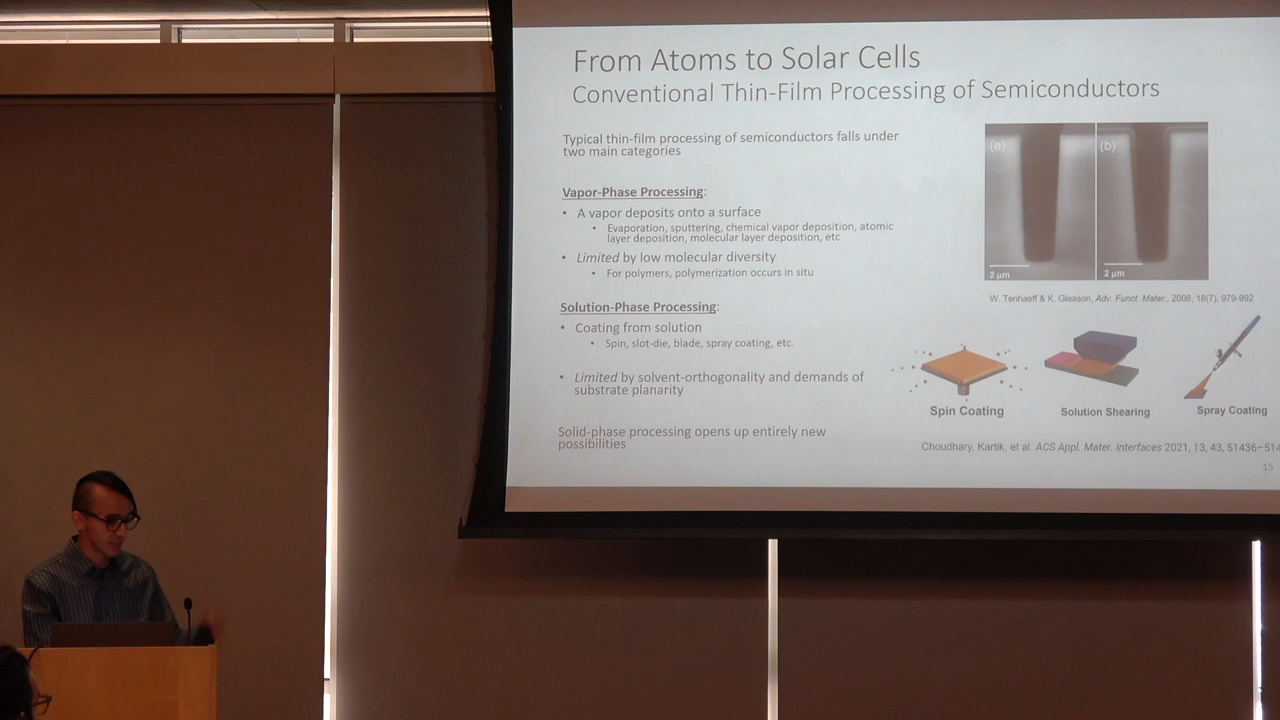 From Atoms to Solar Cells
Conventional Thin-Film Processing of Semiconductors
Typical thin-film processing of semiconductors falls under
two main categories
Vapor-Phase Processing:
• A vapor deposits onto a surface
• Evaporation, sputtering, chemical vapor deposition, atomic
layer deposition, molecular layer deposition, etc
• Limited by low molecular diversity
• For polymers, polymerization occurs in situ
Solution-Phase Processing:
• Coating from solution
• Spin, slot-die, blade, spray coating, etc.
• Limited by solvent-orthogonality and demands of
substrate planarity
Solid-phase processing opens up entirely new
possibilities
(a) (b)
2 μm 2 μm
W. Tenhaeff & K. Gleason, Adv. Funct. Mater., 2008, 18(7), 979-992
Spin Coating Solution Shearing Spray Coating
Choudhary, Kartik, et al. ACS Appl. Mater. Interfaces 2021, 13, 43, 51436−514
15